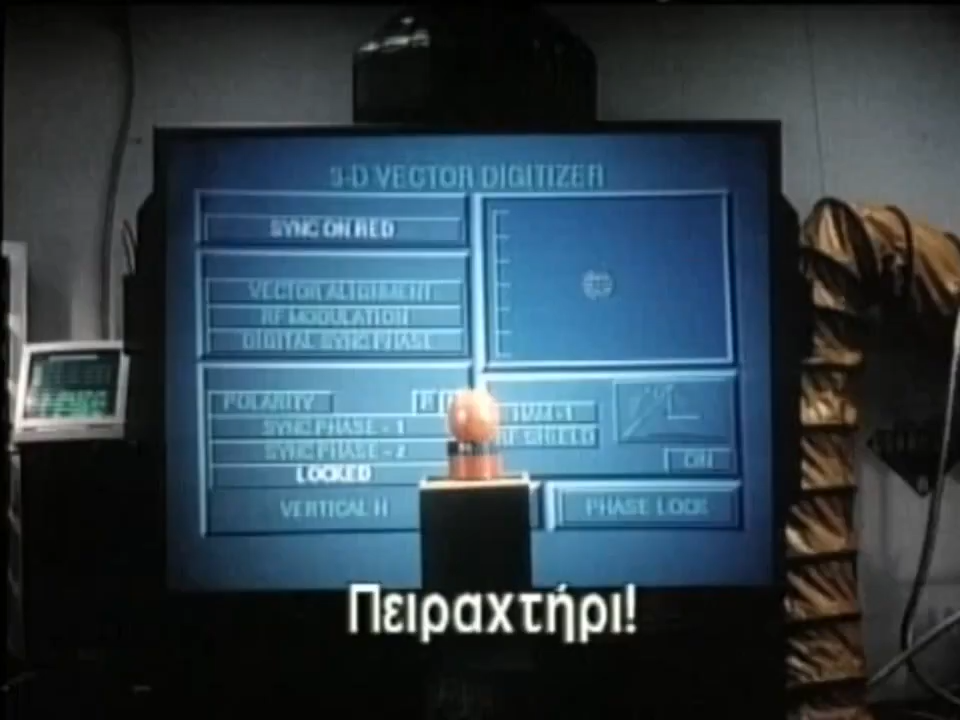 3-D VECTOR DIGITIZER
SYNC ON RED
VECTOR ALIGNMENT
RF MODULATION
DIGITAL SYNC PHASE
POLARITY
SYNC PHASE - 1
SYNC PHASE - 2
LOCKED
VERTICAL H
SHIELD
ON
PHASE LOCK
Πειραχτήρι!